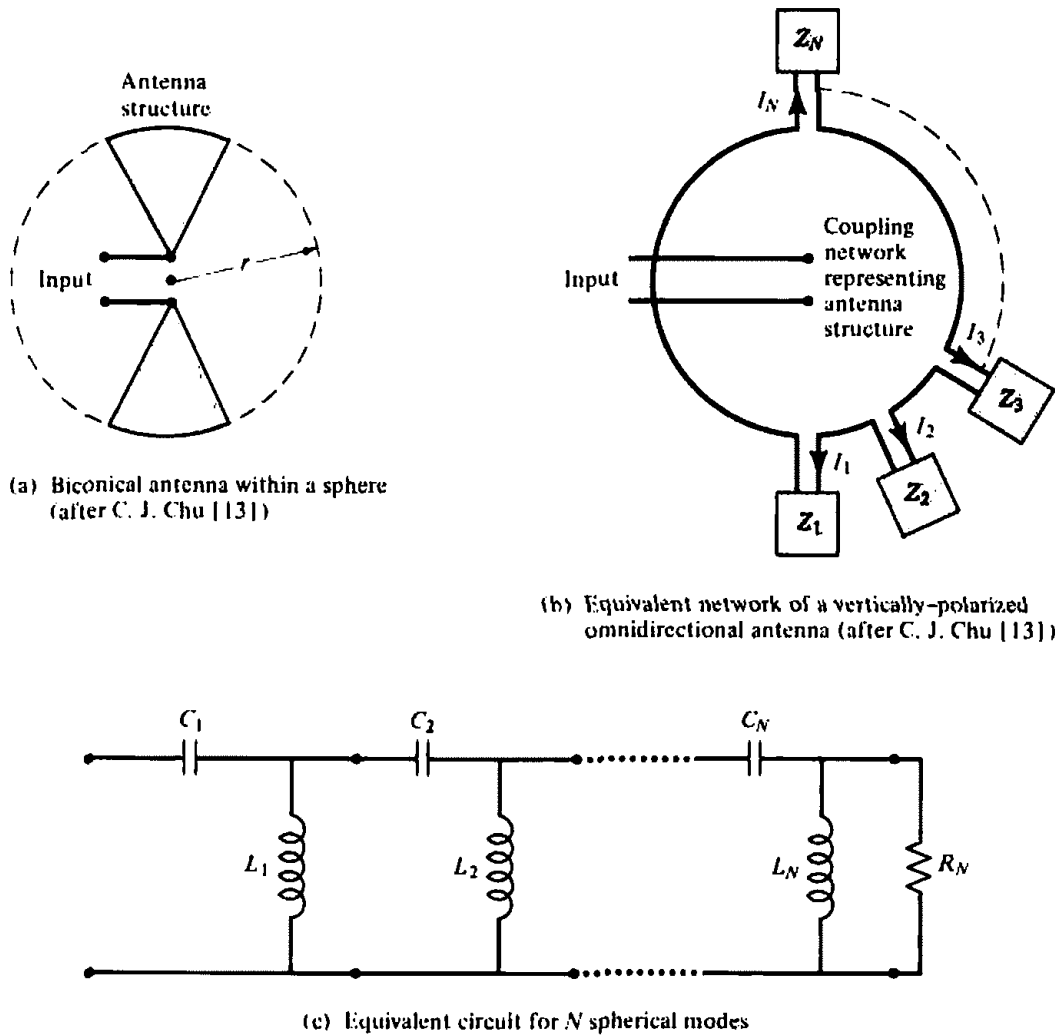 Antenna
structure
Input
r
(a) Biconical antenna within a sphere
(after C. J. Chu [13])
Z_N
I_N
Input
Coupling
network
representing
antenna
structure
I_3
Z_3
I_2
Z_2
I_1
Z_1
(b) Equivalent network of a vertically-polarized
omnidirectional antenna (after C. J. Chu [13])
C_1
C_2
C_N
L_1
L_2
L_N
R_N
(c) Equivalent circuit for N spherical modes